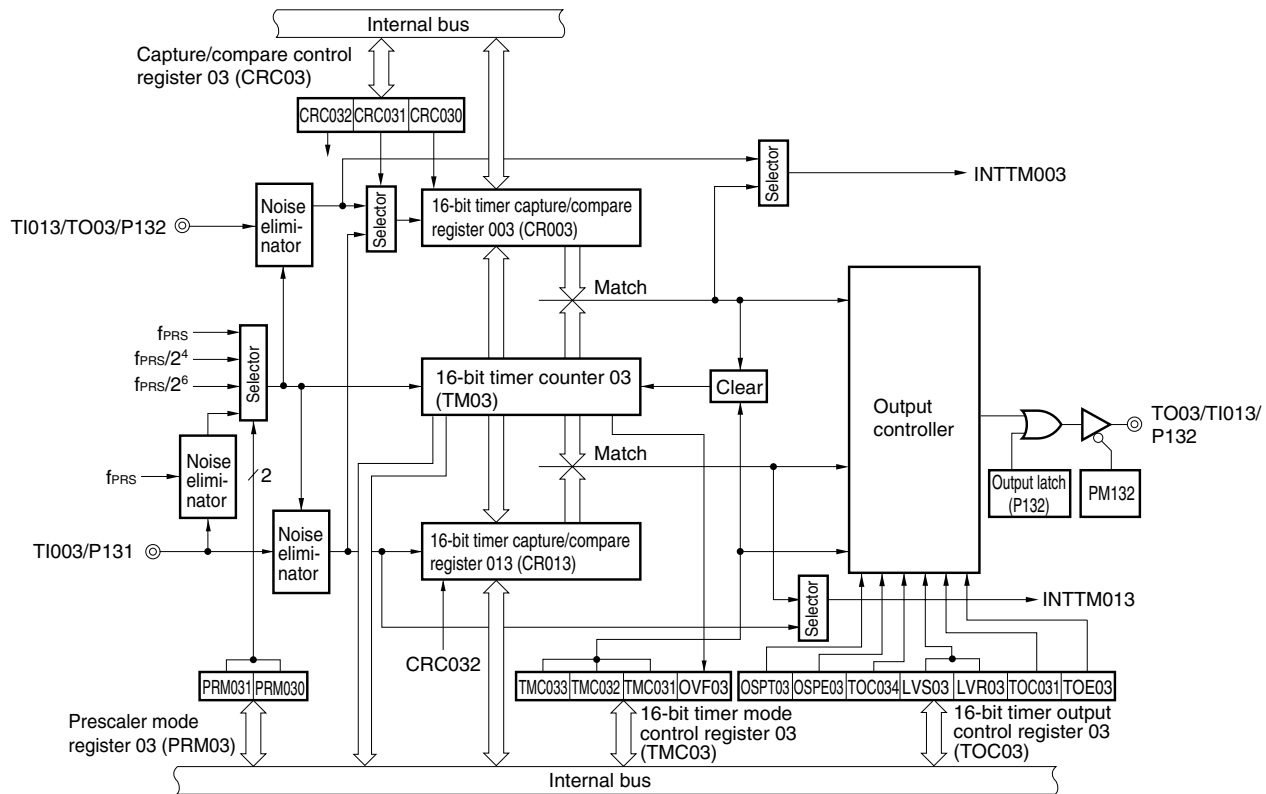 Internal bus
Capture/compare control
register 03 (CRC03)
CRC032 CRC031 CRC030
Selector
INTTM003
TI013/TO03/P132
Noise
elimi-
nator
Selector
16-bit timer capture/compare
register 003 (CR003)
Match
fPRS
fPRS/2⁴
fPRS/2⁶
Selector
16-bit timer counter 03
(TM03)
Clear
Output
controller
TO03/TI013/
P132
Output latch
(P132)
PM132
fPRS
Noise
elimi-
nator
2
Match
TI003/P131
Noise
elimi-
nator
16-bit timer capture/compare
register 013 (CR013)
Selector
INTTM013
CRC032
PRM031 PRM030
TMC033 TMC032 TMC031 OVF03
OSPT03 OSPE03 TOC034 LVS03 LVR03 TOC031 TOE03
Prescaler mode
register 03 (PRM03)
16-bit timer mode
control register 03
(TMC03)
16-bit timer output
control register 03
(TOC03)
Internal bus